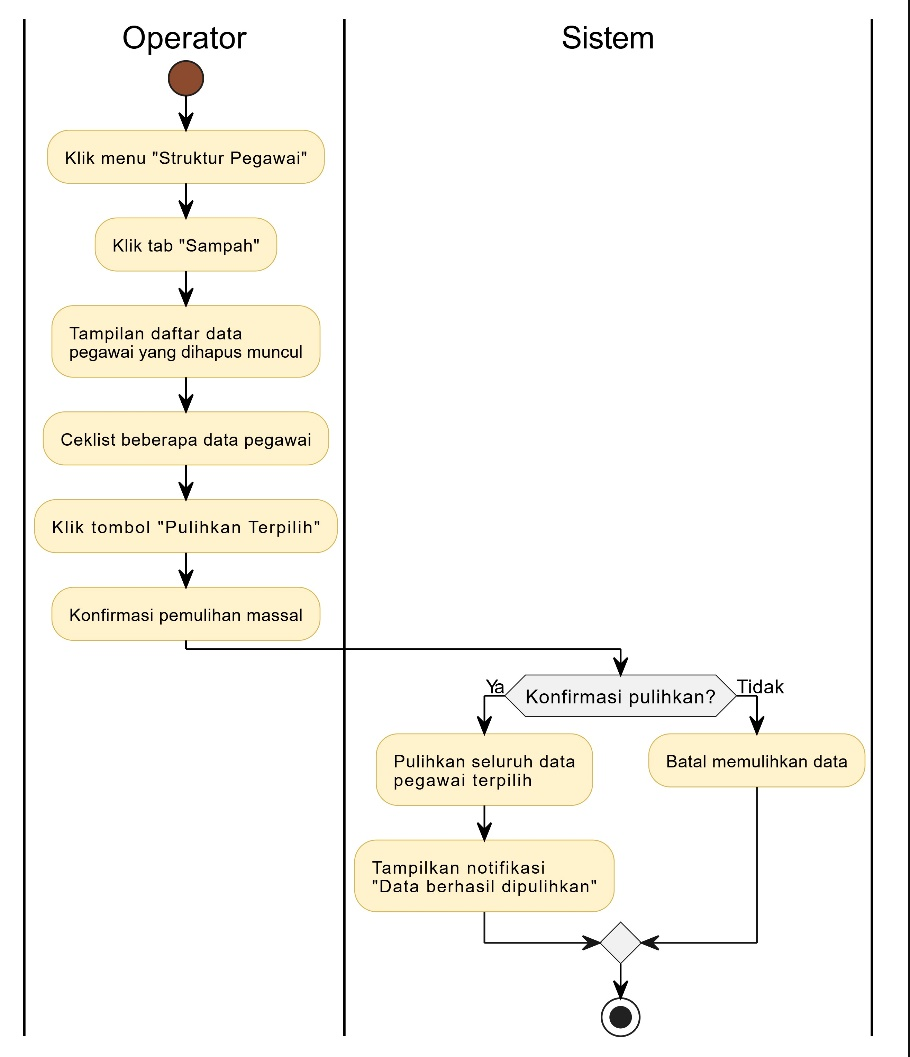 Operator
Sistem
Klik menu "Struktur Pegawai"
Klik tab "Sampah"
Tampilan daftar data
pegawai yang dihapus muncul
Ceklist beberapa data pegawai
Klik tombol "Pulihkan Terpilih"
Konfirmasi pemulihan massal
Konfirmasi pulihkan?
Ya
Tidak
Pulihkan seluruh data
pegawai terpilih
Batal memulihkan data
Tampilkan notifikasi
"Data berhasil dipulihkan"